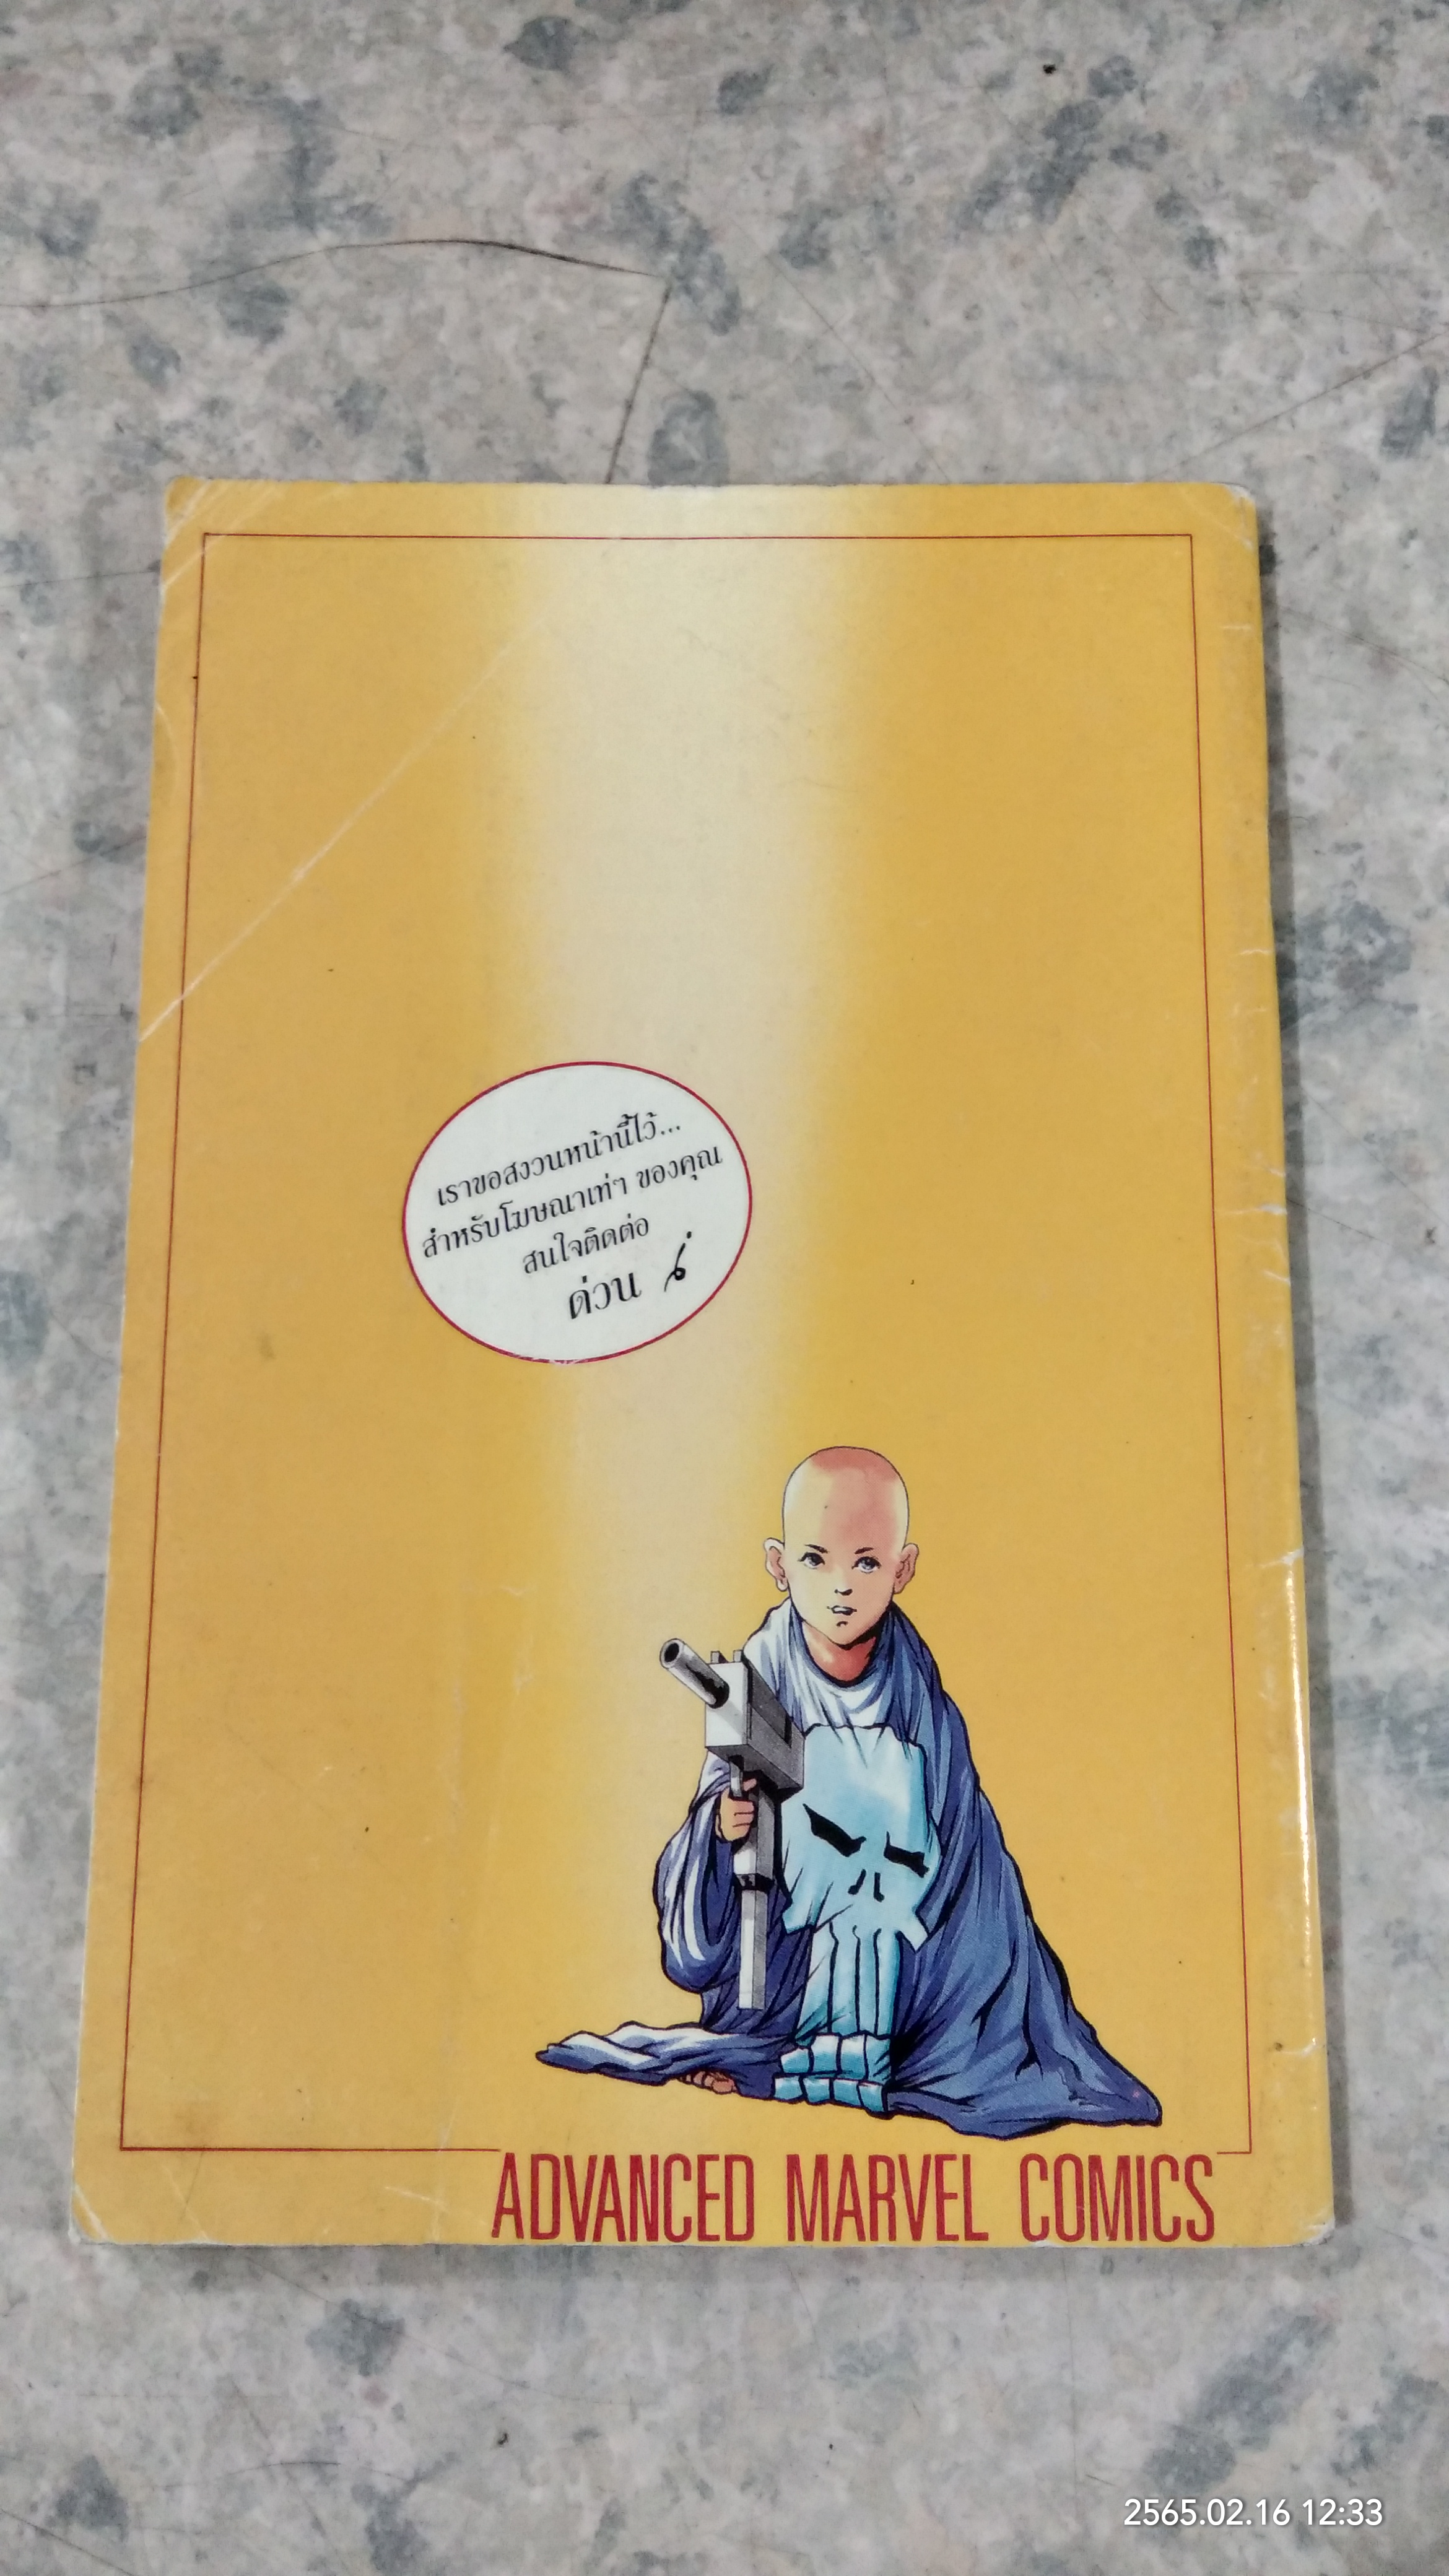 เราขอสงวนหน้านี้ไว้...
สำหรับโฆษณาเท่ๆ ของคุณ
สนใจติดต่อ
ด่วน
ADVANCED MARVEL COMICS
2565.02.16 12:33